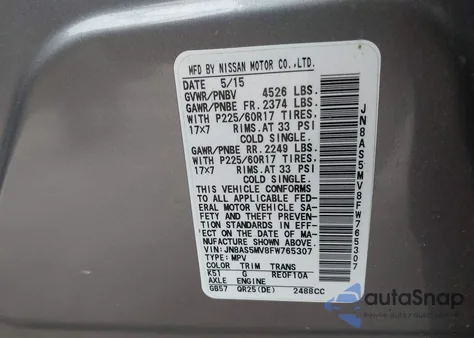 MFD BY NISSAN MOTOR CO.,LTD.
DATE 5/15
GVWR/PNBV 4526 LBS.
GAWR/PNBE FR. 2374 LBS.
WITH P225/60R17 TIRES,
17X7 RIMS.AT 33 PSI
COLD SINGLE.
GAWR/PNBE RR. 2249 LBS.
WITH P225/60R17 TIRES,
17X7 RIMS.AT 33 PSI
COLD SINGLE.
THIS VEHICLE CONFORMS
TO ALL APPLICABLE FED-
ERAL MOTOR VEHICLE SA-
FETY AND THEFT PREVENTION
STANDARDS IN EFF-
ECT ON THE DATE OF MA-
NUFACTURE SHOWN ABOVE.
VIN: JN8AS5MV8FW765307
TYPE: MPV
COLOR TRIM TRANS
K51 G RE0F10A
AXLE ENGINE
GB57 QR25(DE) 2488CC
JN8AS5MV8FW765307
autoSnap